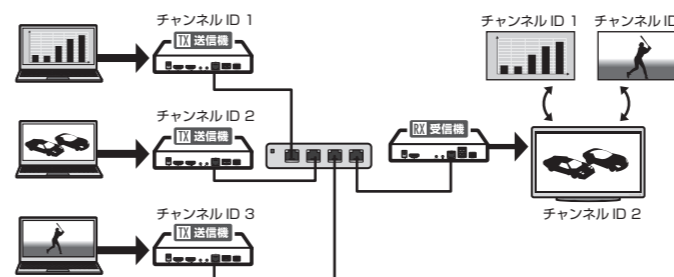 チャンネル ID 1
TX 送信機
チャンネル ID 2
TX 送信機
チャンネル ID 3
TX 送信機
RX 受信機
チャンネル ID 1
チャンネル ID
チャンネル ID 2